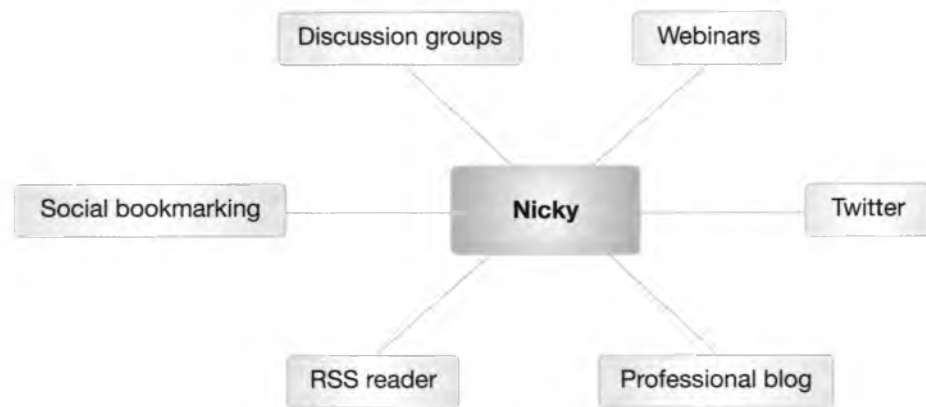 Discussion groups
Webinars
Social bookmarking
Nicky
Twitter
RSS reader
Professional blog